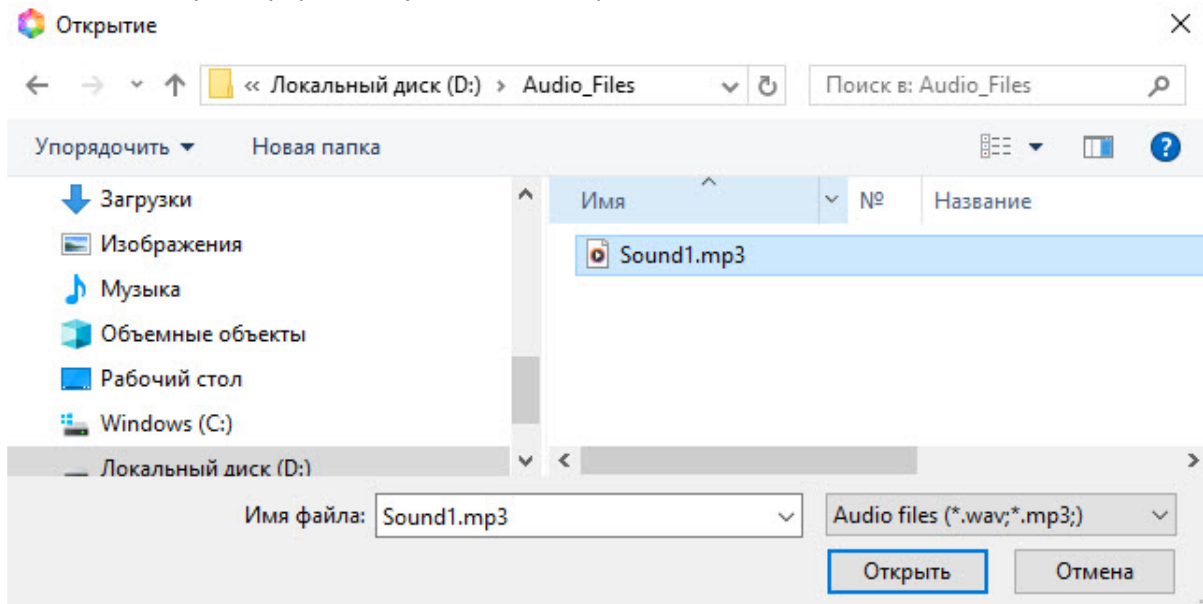 Открытие
« Локальный диск (D:) › Audio_Files
Поиск в: Audio_Files
Упорядочить
Новая папка
Имя
№
Название
Загрузки
Изображения
Музыка
Объемные объекты
Рабочий стол
Windows (C:)
Локальный диск (D:)
Sound1.mp3
Имя файла: Sound1.mp3
Audio files (*.wav;*.mp3;)
Открыть
Отмена